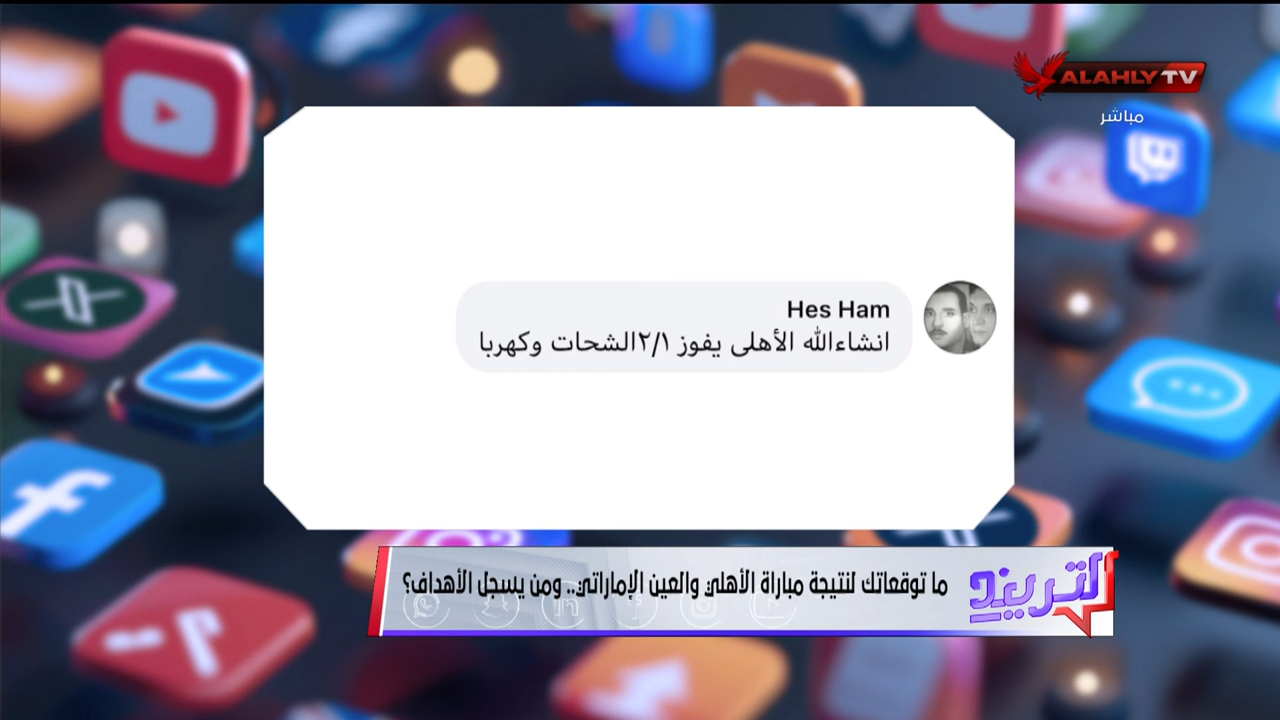 ALAHLY TV
مباشر
Hes Ham
انشاءالله الأهلى يفوز ٢/١الشحات وكهربا
الترينج
ما توقعاتك لنتيجة مباراة الأهلي والعين الإماراتي.. ومن يسجل الأهداف؟